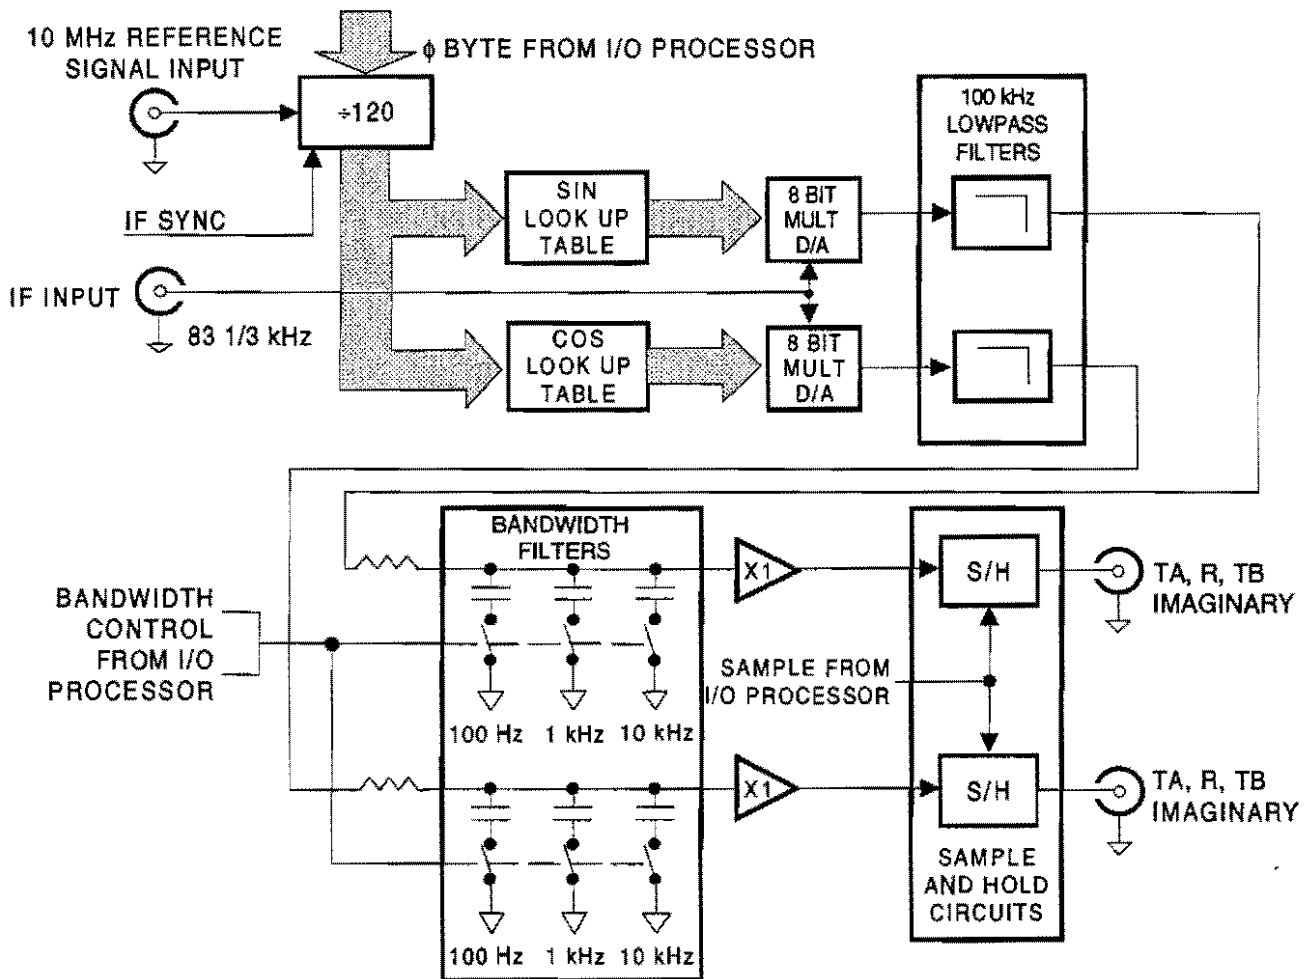 10 MHz REFERENCE
SIGNAL INPUT
ϕ BYTE FROM I/O PROCESSOR
÷120
IF SYNC
IF INPUT
83 1/3 kHz
SIN
LOOK UP
TABLE
8 BIT
MULT
D/A
COS
LOOK UP
TABLE
8 BIT
MULT
D/A
100 kHz
LOWPASS
FILTERS
BANDWIDTH
FILTERS
BANDWIDTH
CONTROL
FROM I/O
PROCESSOR
100 Hz
1 kHz
10 kHz
X1
S/H
TA, R, TB
IMAGINARY
SAMPLE FROM
I/O PROCESSOR
X1
S/H
TA, R, TB
IMAGINARY
100 Hz
1 kHz
10 kHz
SAMPLE
AND HOLD
CIRCUITS